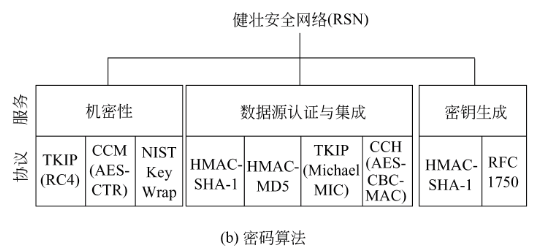 健壮安全网络(RSN)
服务
机密性
数据源认证与集成
密钥生成
协议
TKIP
(RC4)
CCM
(AES-
CTR)
NIST
Key
Wrap
HMAC-
SHA-1
HMAC-
MD5
TKIP
(Michael
MIC)
CCH
(AES-
CBC-
MAC)
HMAC-
SHA-1
RFC
1750
(b) 密码算法